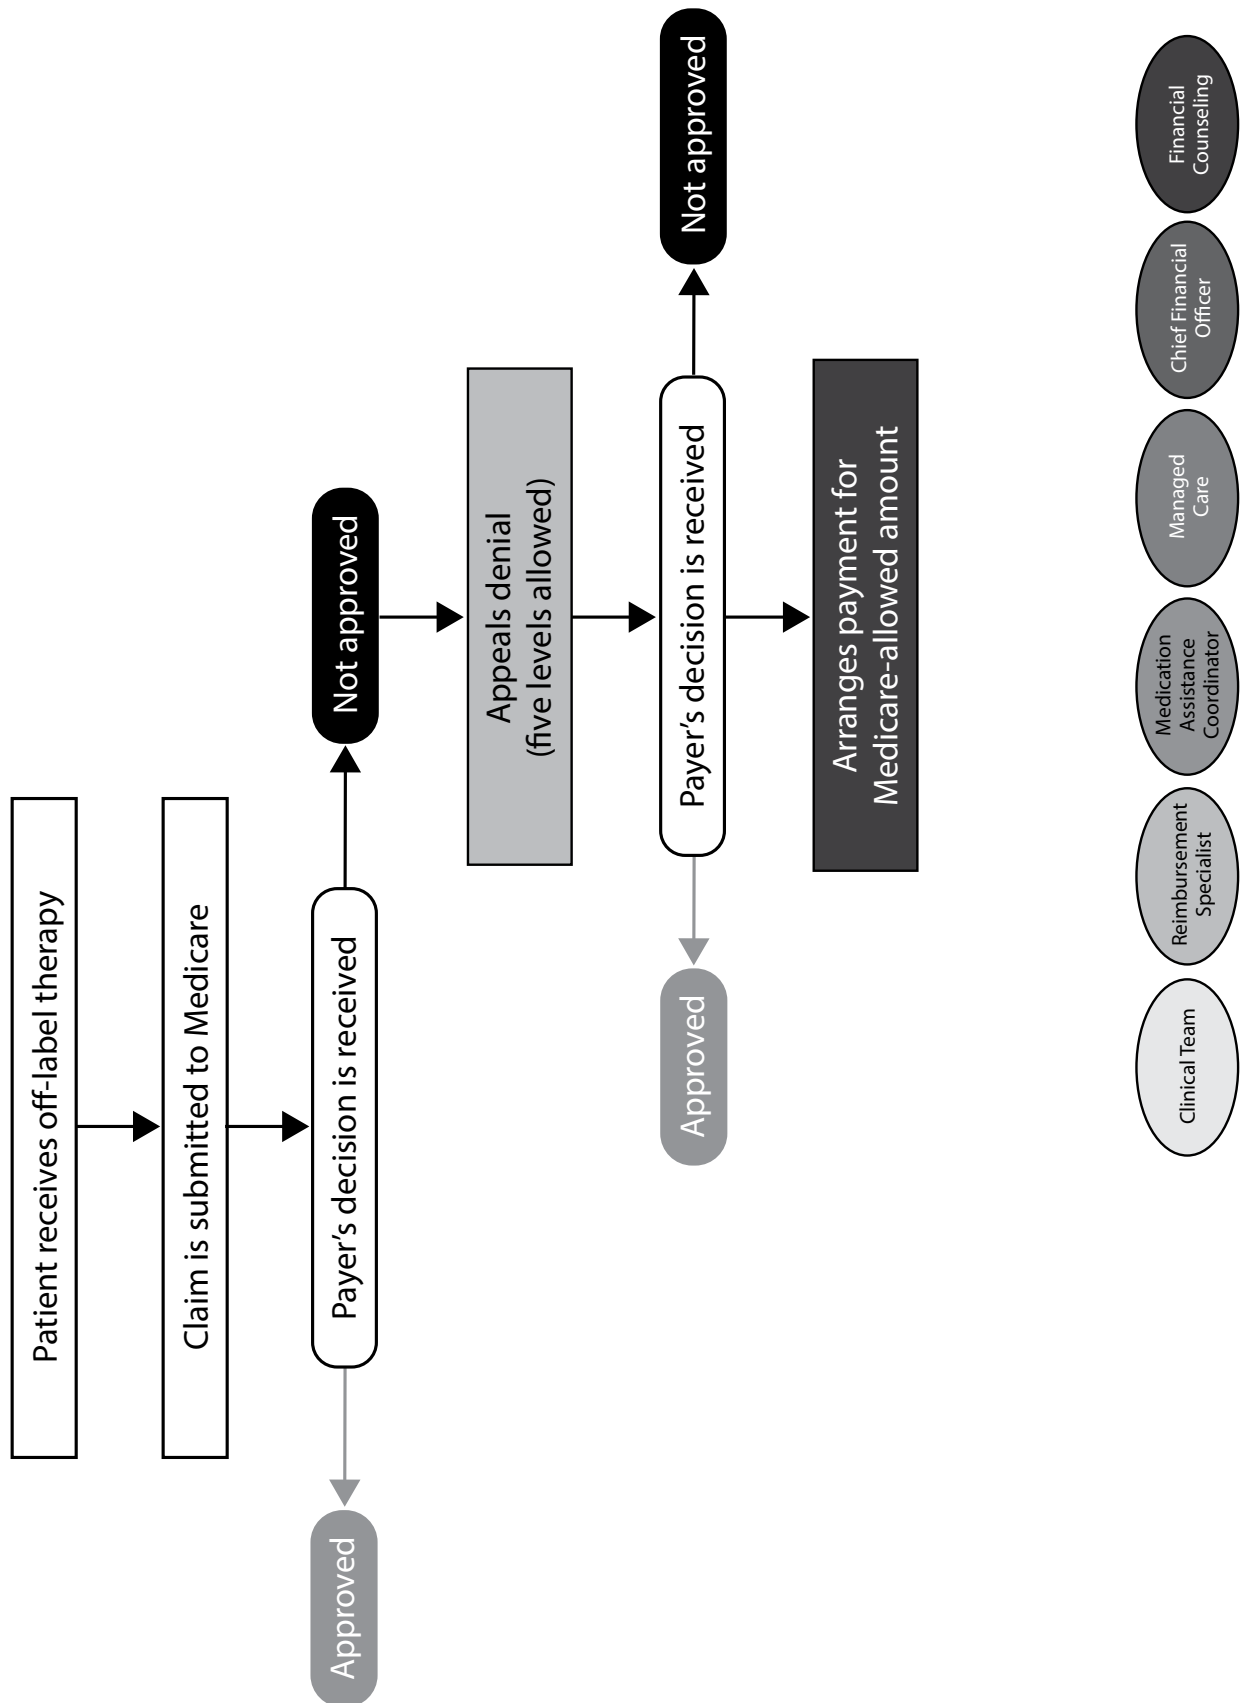 Patient receives off-label therapy
Claim is submitted to Medicare
Approved
Payer's decision is received
Not approved
Appeals denial
(five levels allowed)
Approved
Payer's decision is received
Not approved
Arranges payment for
Medicare-allowed amount
Clinical Team
Reimbursement
Specialist
Medication
Assistance
Coordinator
Managed
Care
Chief Financial
Officer
Financial
Counseling